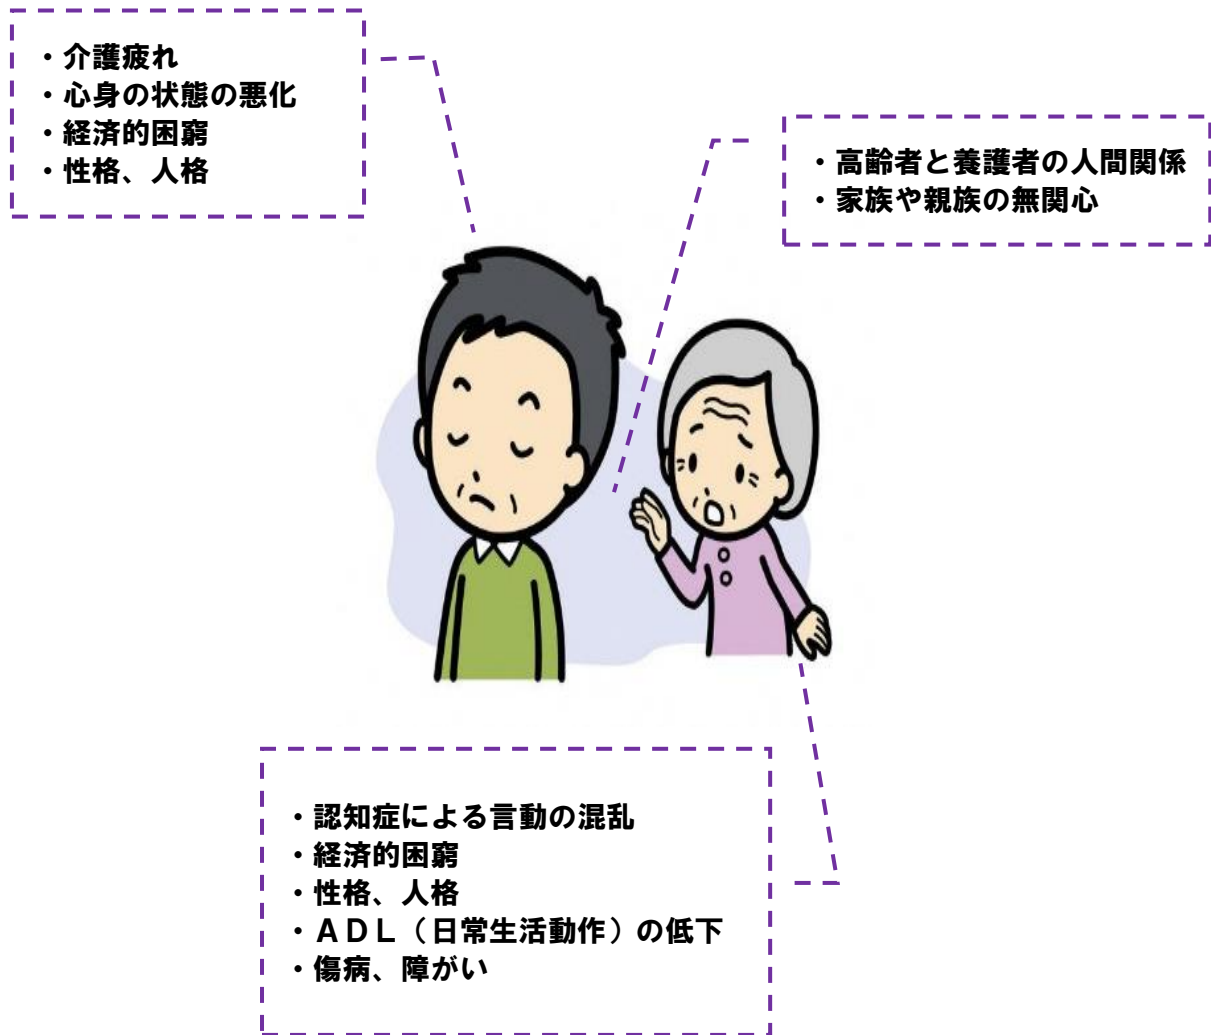 ・介護疲れ
・心身の状態の悪化
・経済的困窮
・性格、人格
・高齢者と養護者の人間関係
・家族や親族の無関心
・認知症による言動の混乱
・経済的困窮
・性格、人格
・ＡＤＬ（日常生活動作）の低下
・傷病、障がい